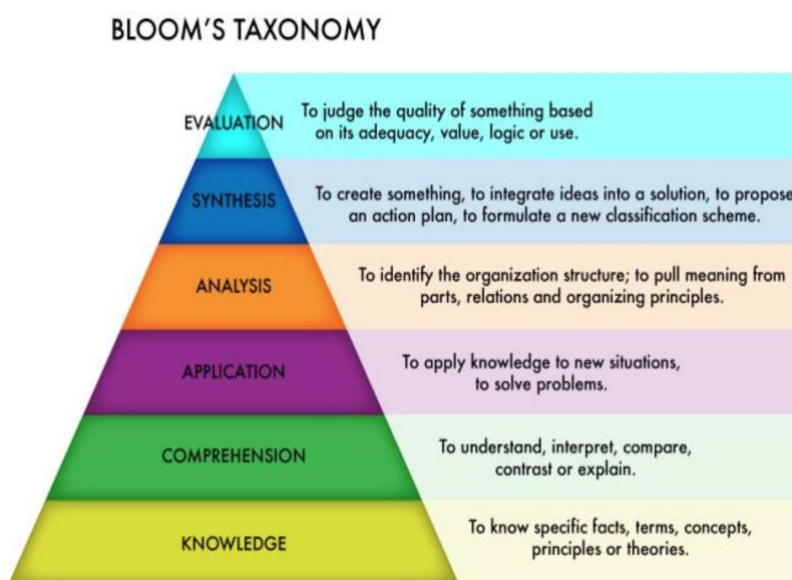 BLOOM'S TAXONOMY
EVALUATION
To judge the quality of something based
on its adequacy, value, logic or use.
SYNTHESIS
To create something, to integrate ideas into a solution, to propose
an action plan, to formulate a new classification scheme.
ANALYSIS
To identify the organization structure; to pull meaning from
parts, relations and organizing principles.
APPLICATION
To apply knowledge to new situations,
to solve problems.
COMPREHENSION
To understand, interpret, compare,
contrast or explain.
KNOWLEDGE
To know specific facts, terms, concepts,
principles or theories.